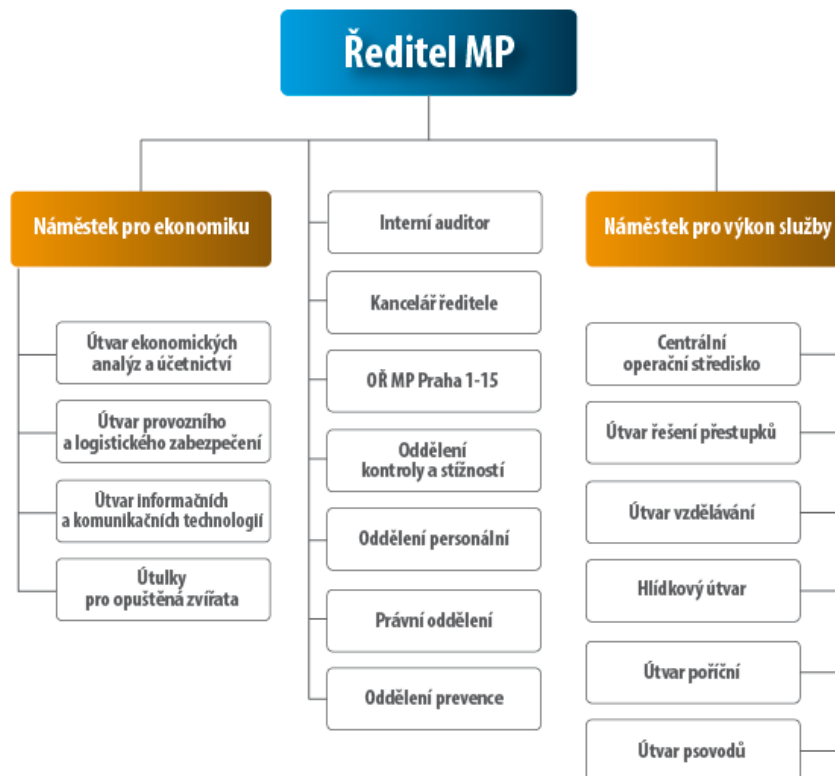 Ředitel MP
Náměstek pro ekonomiku
Útvar ekonomických
analýz a účetnictví
Útvar provozního
a logistického zabezpečení
Útvar informačních
a komunikačních technologií
Útulky
pro opuštěná zvířata
Interní auditor
Kancelář ředitele
OŘ MP Praha 1-15
Oddělení
kontroly a stížností
Oddělení personální
Právní oddělení
Oddělení prevence
Náměstek pro výkon služby
Centrální
operační středisko
Útvar řešení přestupků
Útvar vzdělávání
Hlídkový útvar
Útvar poříční
Útvar psovodů